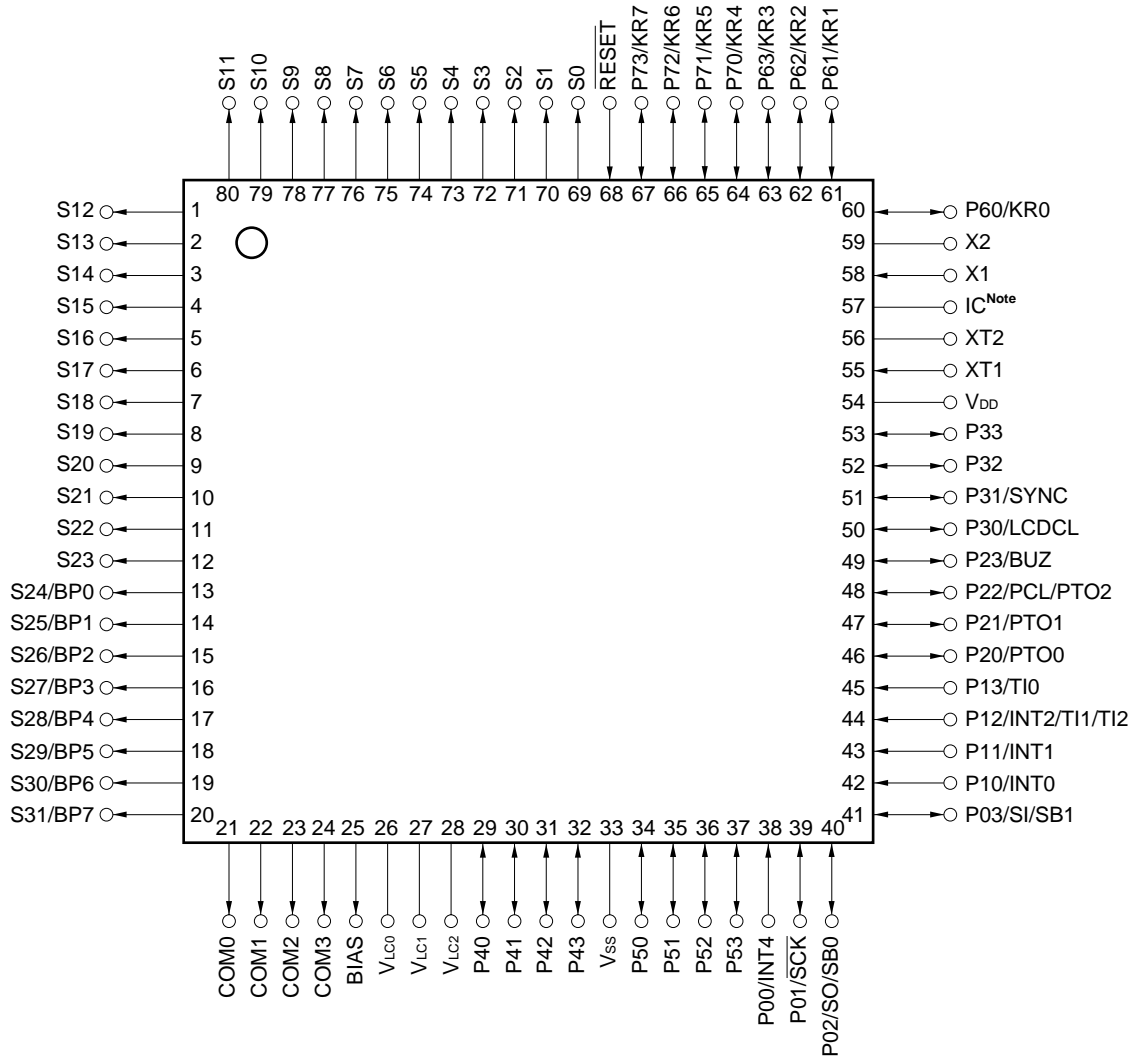 S11
S10
S9
S8
S7
S6
S5
S4
S3
S2
S1
S0
RESET
P73/KR7
P72/KR6
P71/KR5
P70/KR4
P63/KR3
P62/KR2
P61/KR1
80 79 78 77 76 75 74 73 72 71 70 69 68 67 66 65 64 63 62 61
S12 1
S13 2
S14 3
S15 4
S16 5
S17 6
S18 7
S19 8
S20 9
S21 10
S22 11
S23 12
S24/BP0 13
S25/BP1 14
S26/BP2 15
S27/BP3 16
S28/BP4 17
S29/BP5 18
S30/BP6 19
S31/BP7 20
60 P60/KR0
59 X2
58 X1
57 ICNote
56 XT2
55 XT1
54 VDD
53 P33
52 P32
51 P31/SYNC
50 P30/LCDCL
49 P23/BUZ
48 P22/PCL/PTO2
47 P21/PTO1
46 P20/PTO0
45 P13/TI0
44 P12/INT2/TI1/TI2
43 P11/INT1
42 P10/INT0
41 P03/SI/SB1
21 22 23 24 25 26 27 28 29 30 31 32 33 34 35 36 37 38 39 40
COM0
COM1
COM2
COM3
BIAS
VLC0
VLC1
VLC2
P40
P41
P42
P43
VSS
P50
P51
P52
P53
P00/INT4
P01/SCK
P02/SO/SB0